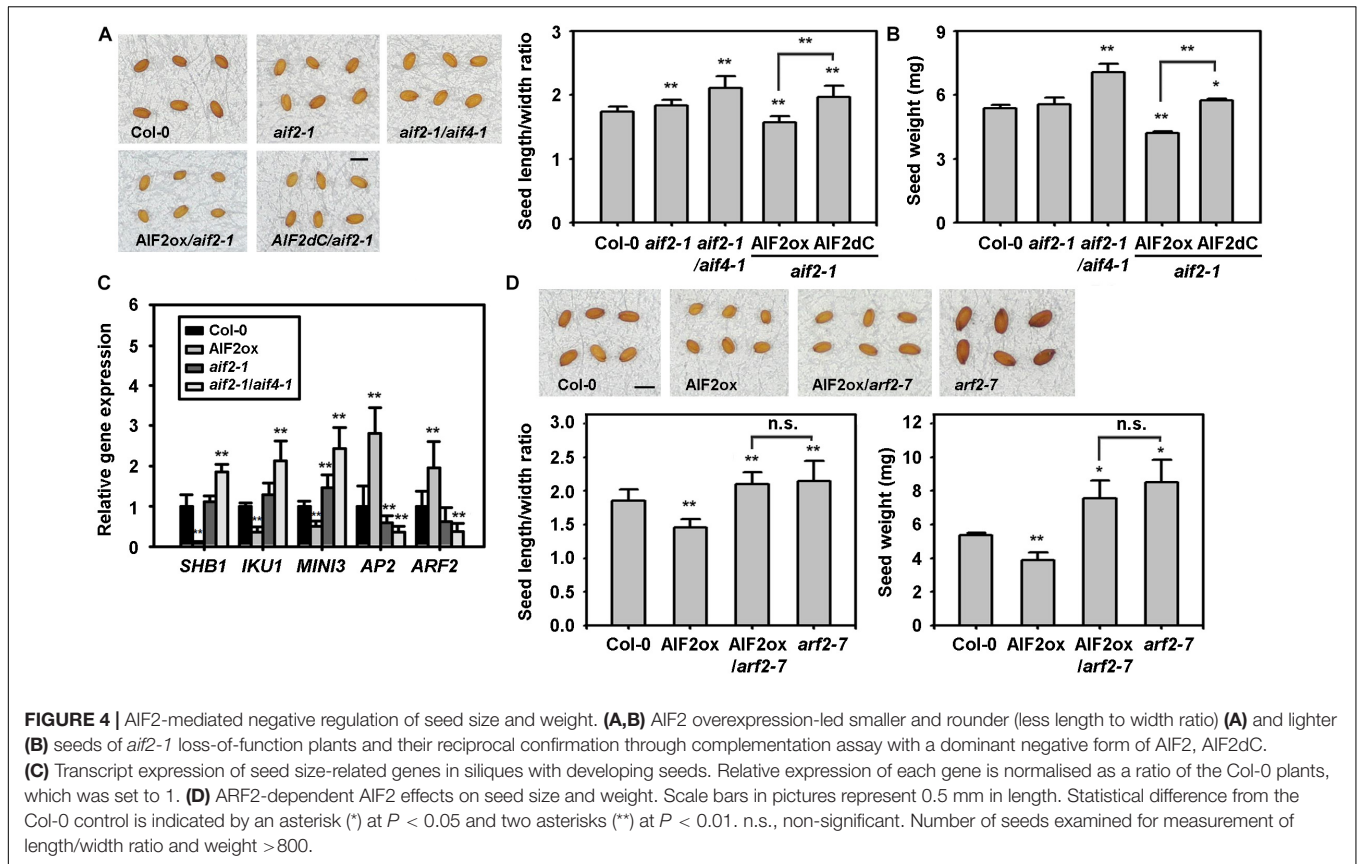 A
Col-0
aif2-1
aif2-1/aif4-1
AIF2ox/aif2-1
AIF2dC/aif2-1
Seed length/width ratio
3
2
1
0
**
**
**
**
**
Col-0 aif2-1 aif2-1 AIF2ox AIF2dC
/aif4-1
aif2-1
B
Seed weight (mg)
9
6
3
0
**
**
**
*
Col-0 aif2-1 aif2-1 AIF2ox AIF2dC
/aif4-1
aif2-1
C
Relative gene expression
6
5
4
3
2
1
0
Col-0
AIF2ox
aif2-1
aif2-1/aif4-1
**
**
**
**
**
**
**
**
**
**
**
**
SHB1 IKU1 MINI3 AP2 ARF2
D
Col-0
AIF2ox
AIF2ox/arf2-7
arf2-7
Seed length/width ratio
3.0
2.5
2.0
1.5
1.0
0.5
0.0
**
**
n.s.
**
Col-0 AIF2ox AIF2ox arf2-7
/arf2-7
Seed weight (mg)
12
10
8
6
4
2
0
**
*
n.s.
*
Col-0 AIF2ox AIF2ox arf2-7
/arf2-7
FIGURE 4 | AIF2-mediated negative regulation of seed size and weight. (A,B) AIF2 overexpression-led smaller and rounder (less length to width ratio) (A) and lighter
(B) seeds of aif2-1 loss-of-function plants and their reciprocal confirmation through complementation assay with a dominant negative form of AIF2, AIF2dC.
(C) Transcript expression of seed size-related genes in siliques with developing seeds. Relative expression of each gene is normalised as a ratio of the Col-0 plants,
which was set to 1. (D) ARF2-dependent AIF2 effects on seed size and weight. Scale bars in pictures represent 0.5 mm in length. Statistical difference from the
Col-0 control is indicated by an asterisk (*) at P < 0.05 and two asterisks (**) at P < 0.01. n.s., non-significant. Number of seeds examined for measurement of
length/width ratio and weight >800.